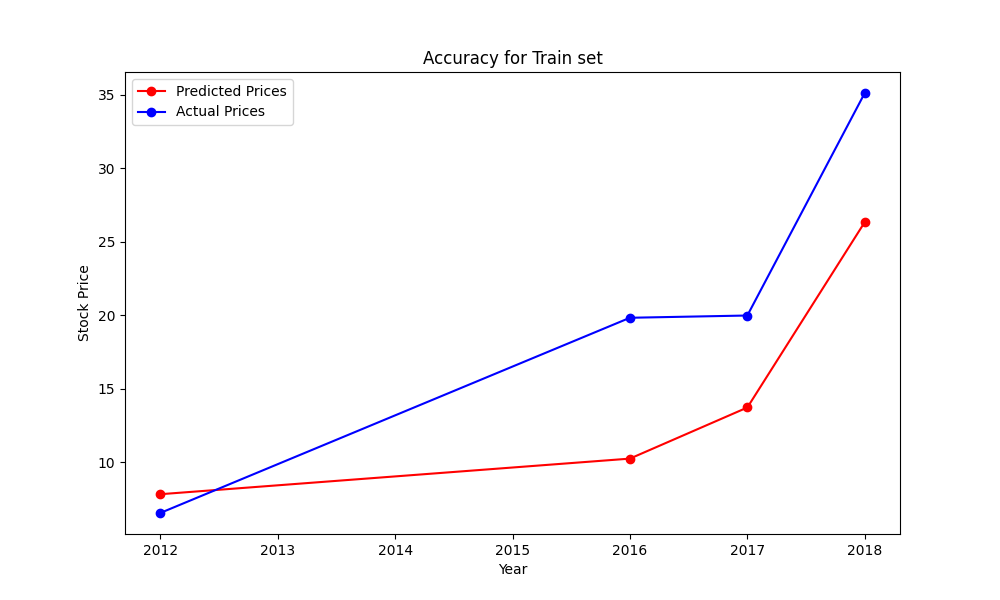 Accuracy for Train set
Predicted Prices
Actual Prices
35
30
25
20
15
10
Stock Price
2012 2013 2014 2015 2016 2017 2018
Year